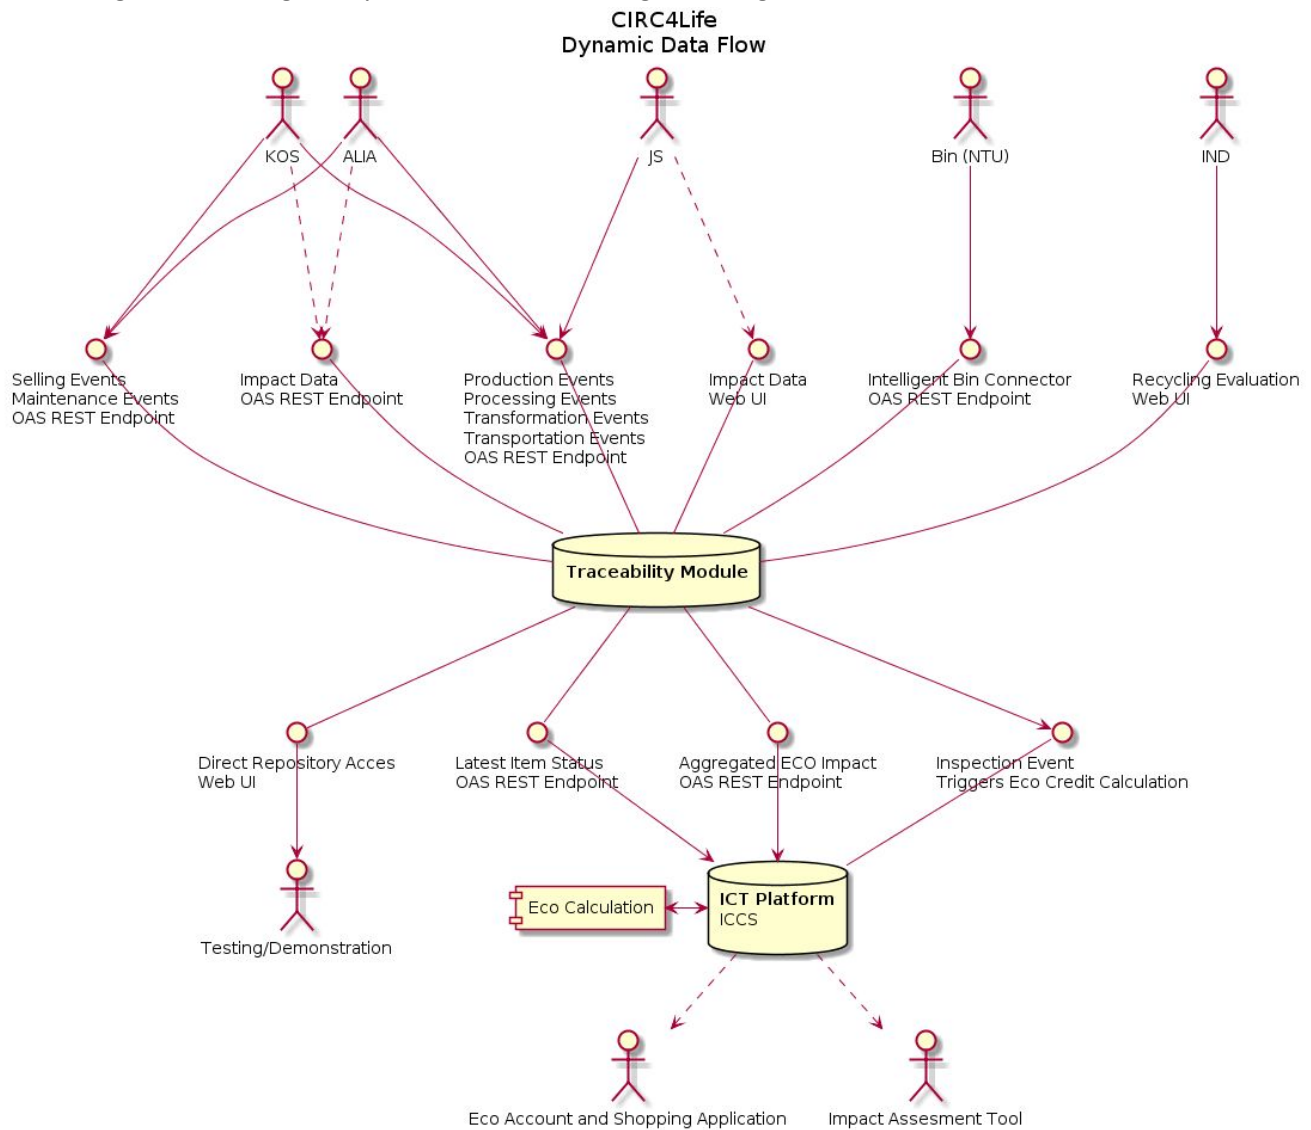 CIRC4Life
Dynamic Data Flow
KOS
ALIA
JS
Bin (NTU)
IND
Selling Events
Maintenance Events
OAS REST Endpoint
Impact Data
OAS REST Endpoint
Production Events
Processing Events
Transformation Events
Transportation Events
OAS REST Endpoint
Impact Data
Web UI
Intelligent Bin Connector
OAS REST Endpoint
Recycling Evaluation
Web UI
Traceability Module
Direct Repository Acces
Web UI
Latest Item Status
OAS REST Endpoint
Aggregated ECO Impact
OAS REST Endpoint
Inspection Event
Triggers Eco Credit Calculation
Testing/Demonstration
Eco Calculation
ICT Platform
ICCS
Eco Account and Shopping Application
Impact Assesment Tool